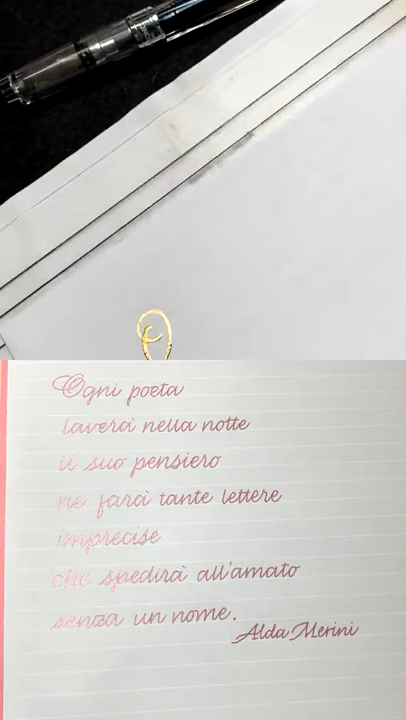 Ogni poeta
laverà nella notte
il suo pensiero
ne farà tante lettere
imprecise
che spedirà all'amato
senza un nome.
Alda Merini